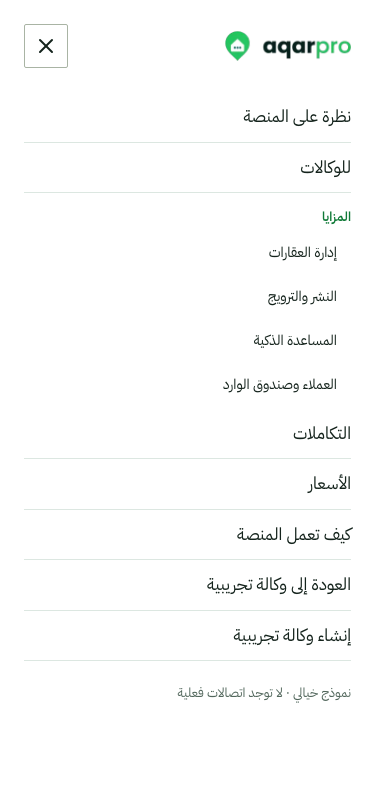 aqarpro
نظرة على المنصة
للوكالات
المزايا
إدارة العقارات
النشر والترويج
المساعدة الذكية
العملاء وصندوق الوارد
التكاملات
الأسعار
كيف تعمل المنصة
العودة إلى وكالة تجريبية
إنشاء وكالة تجريبية
نموذج خيالي · لا توجد اتصالات فعلية